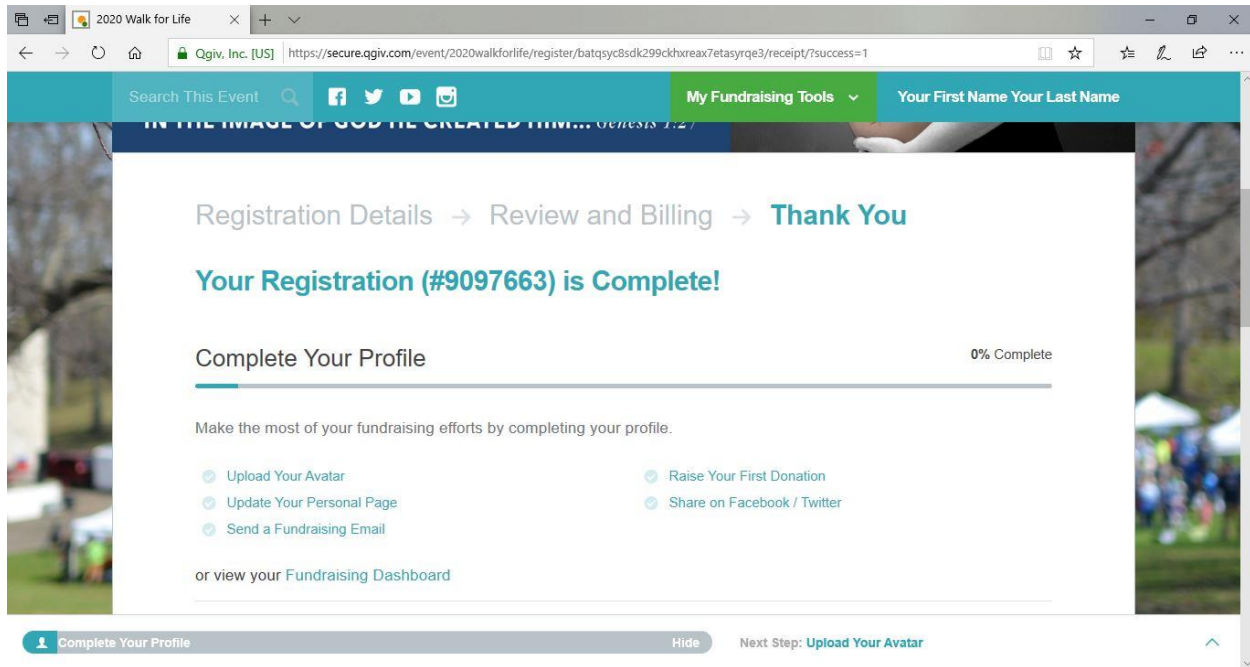 2020 Walk for Life
Qgiv, Inc. [US] https://secure.qgiv.com/event/2020walkforlife/register/batqsyc8sdk299ckhxreax7etasyrqe3/receipt/?success=1
Search This Event My Fundraising Tools Your First Name Your Last Name
IN THE IMAGE OF GOD HE CREATED HIM... Genesis 1:27
Registration Details → Review and Billing → Thank You
Your Registration (#9097663) is Complete!
Complete Your Profile 0% Complete
Make the most of your fundraising efforts by completing your profile.
Upload Your Avatar Raise Your First Donation
Update Your Personal Page Share on Facebook / Twitter
Send a Fundraising Email
or view your Fundraising Dashboard
Complete Your Profile Hide Next Step: Upload Your Avatar